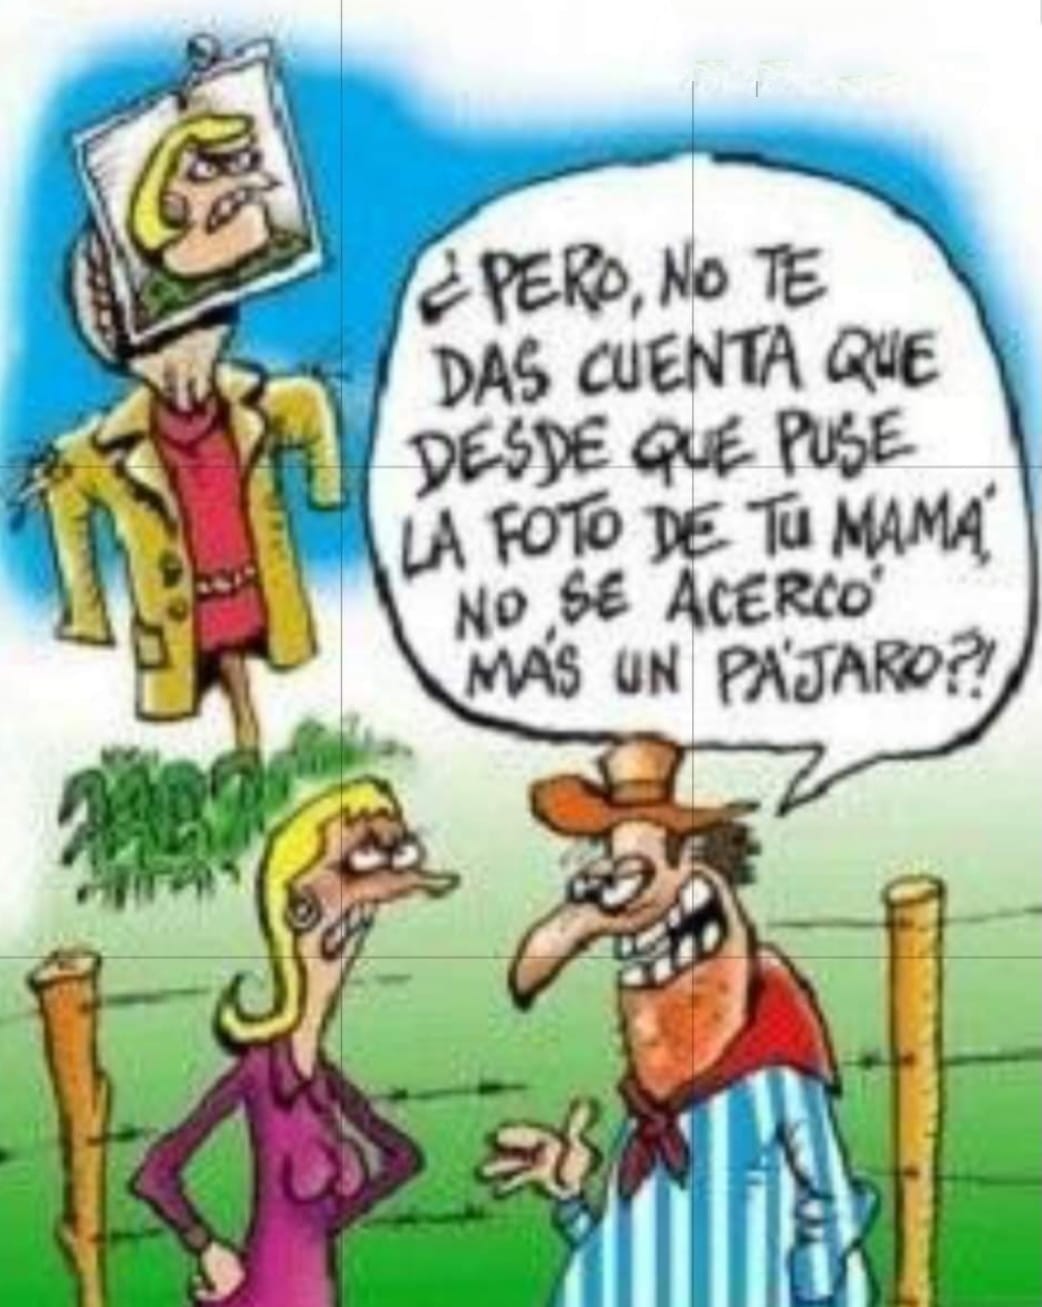 ¿PERO, NO TE
DAS CUENTA QUE
DESDE QUE PUSE
LA FOTO DE TU MAMÁ,
NO SE ACERCÓ
MÁS UN PÁJARO?!